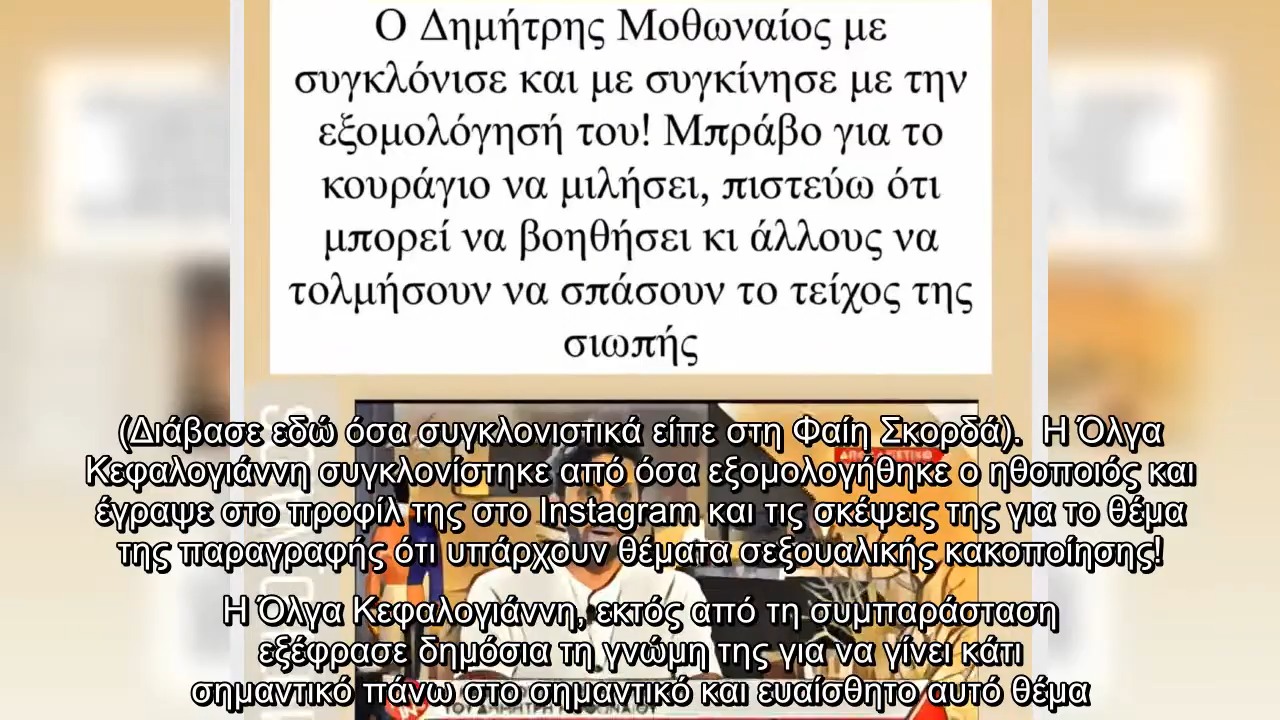 Ο Δημήτρης Μοθωναίος με
συγκλόνισε και με συγκίνησε με την
εξομολόγησή του! Μπράβο για το
κουράγιο να μιλήσει, πιστεύω ότι
μπορεί να βοηθήσει κι άλλους να
τολμήσουν να σπάσουν το τείχος της
σιωπής
(Διάβασε εδώ όσα συγκλονιστικά είπε στη Φαίη Σκορδά). Η Όλγα
Κεφαλογιάννη συγκλονίστηκε από όσα εξομολογήθηκε ο ηθοποιός και
έγραψε στο προφίλ της στο Instagram και τις σκέψεις της για το θέμα
της παραγραφής ότι υπάρχουν θέματα σεξουαλικής κακοποίησης!
Η Όλγα Κεφαλογιάννη, εκτός από τη συμπαράσταση
εξέφρασε δημόσια τη γνώμη της για να γίνει κάτι
σημαντικό πάνω στο σημαντικό και ευαίσθητο αυτό θέμα